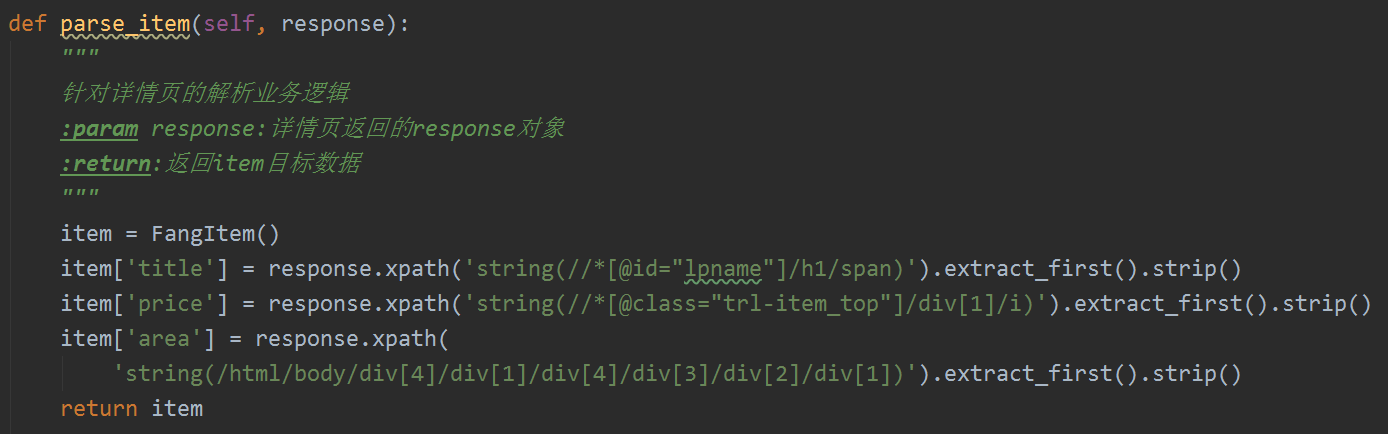 def parse_item(self, response):
"""
针对详情页的解析业务逻辑
:param response:详情页返回的response对象
:return:返回item目标数据
"""
item = FangItem()
item['title'] = response.xpath('string(//*[@id="lpname"]/h1/span)').extract_first().strip()
item['price'] = response.xpath('string(//*[@class="trl-item_top"]/div[1]/i)').extract_first().strip()
item['area'] = response.xpath(
'string(/html/body/div[4]/div[1]/div[4]/div[3]/div[2]/div[1])').extract_first().strip()
return item